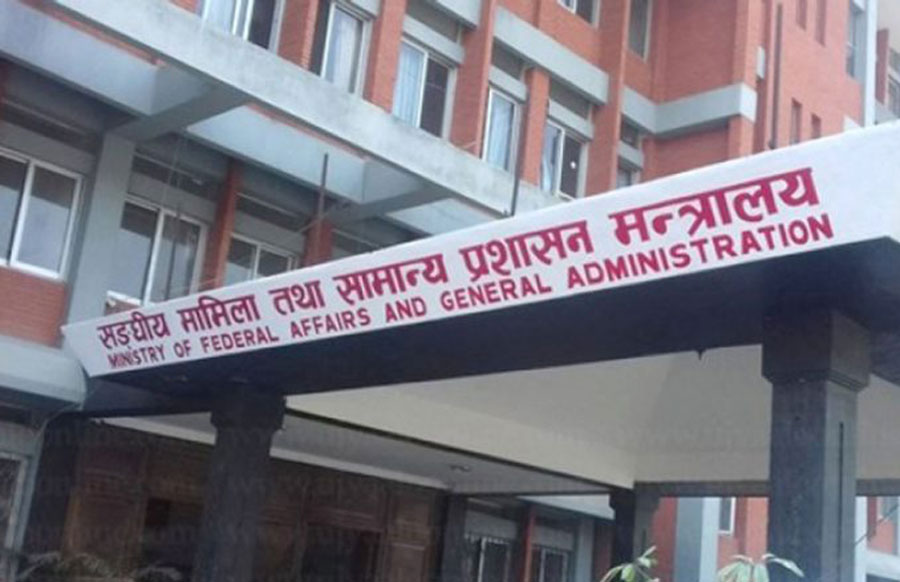 सङ्घीय मामिला तथा सामान्य प्रशासन मन्त्रालय
MINISTRY OF FEDERAL AFFAIRS AND GENERAL ADMINISTRATION